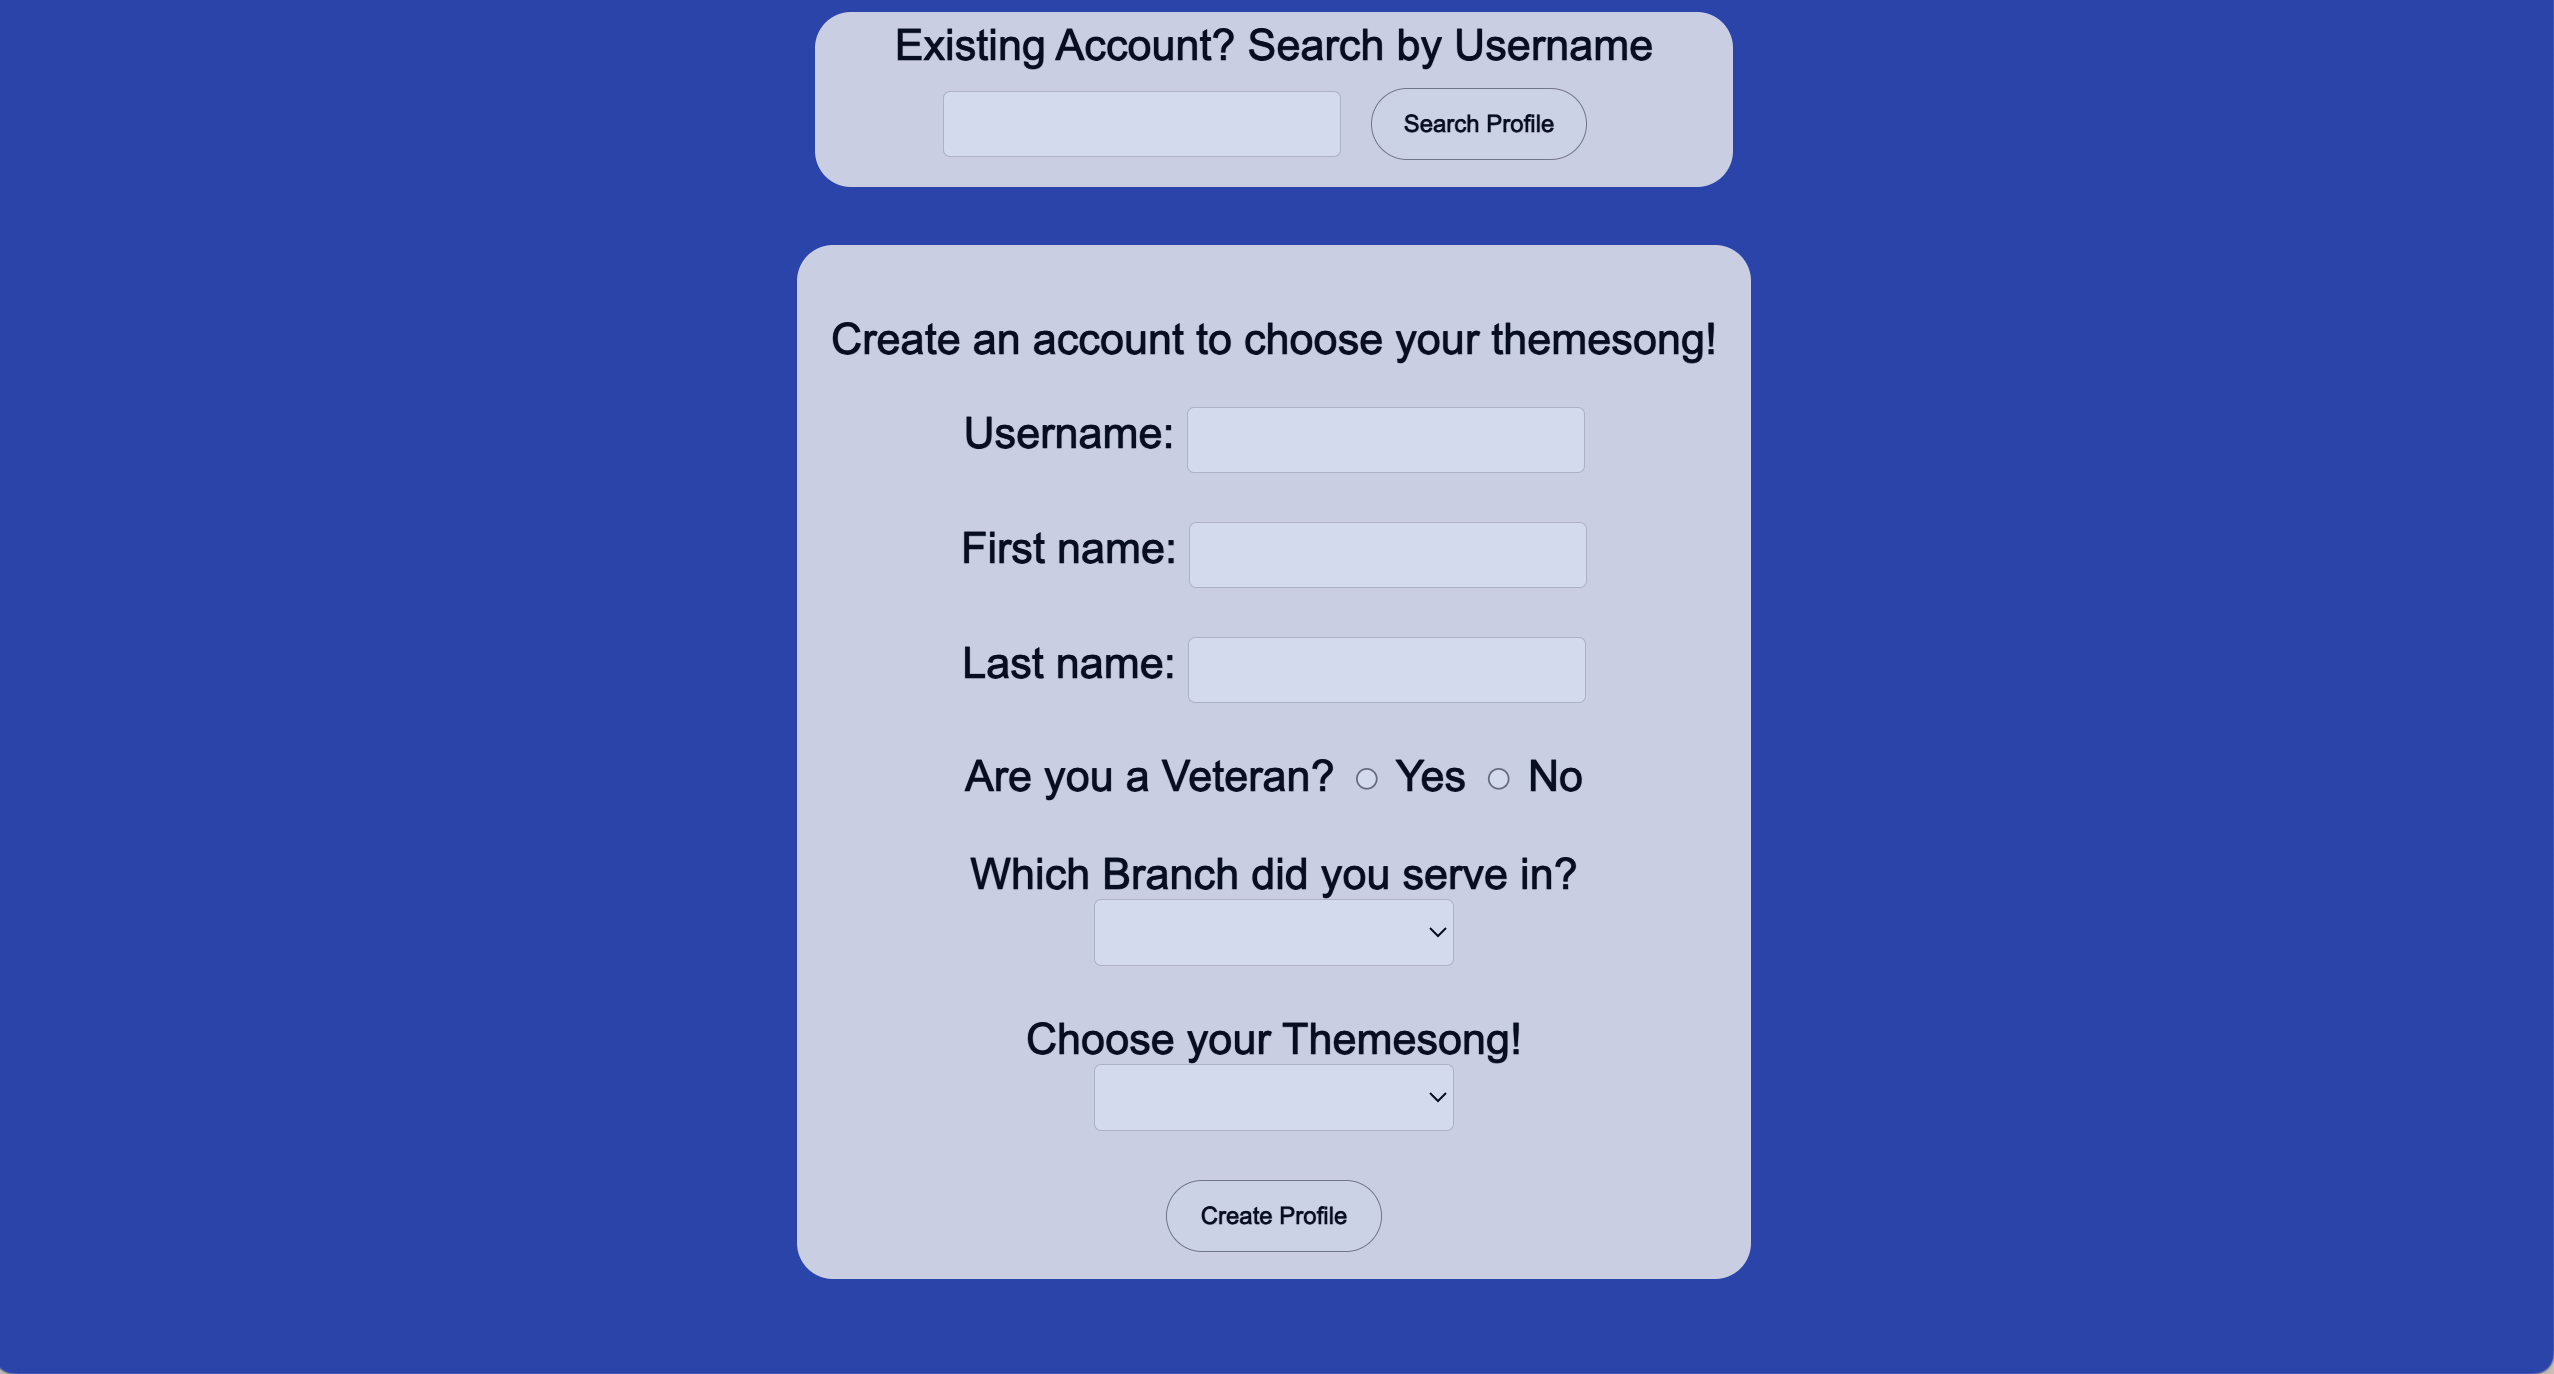 Existing Account? Search by Username
Search Profile
Create an account to choose your themesong!
Username:
First name:
Last name:
Are you a Veteran? Yes No
Which Branch did you serve in?
Choose your Themesong!
Create Profile